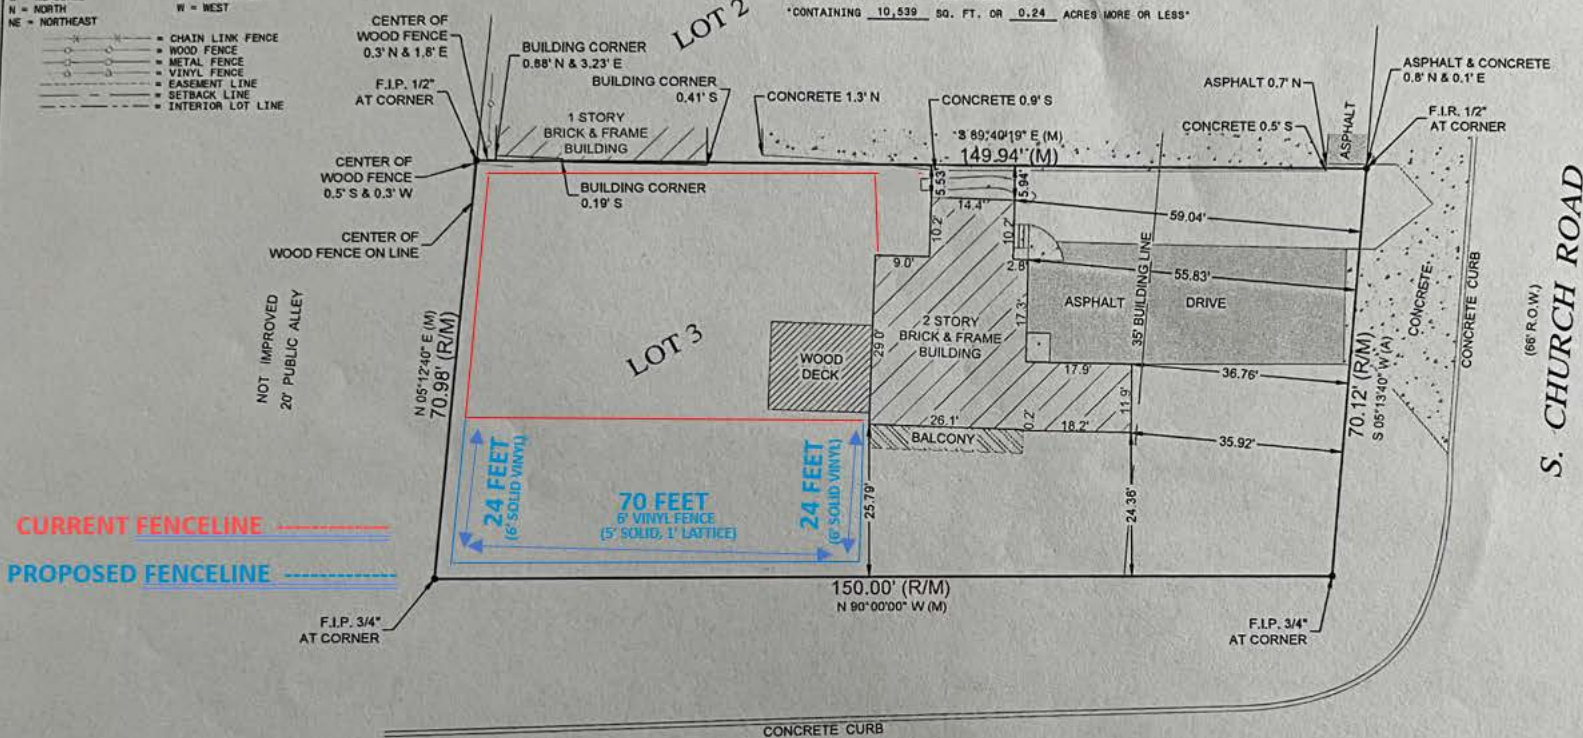 N = NORTH
W = WEST
NE = NORTHEAST
= CHAIN LINK FENCE
= WOOD FENCE
= METAL FENCE
= VINYL FENCE
= EASEMENT LINE
= SETBACK LINE
= INTERIOR LOT LINE
CENTER OF
WOOD FENCE
0.3' N & 1.8' E
F.I.P. 1/2"
AT CORNER
BUILDING CORNER
0.88' N & 3.23' E
LOT 2
"CONTAINING 10,539 SQ. FT. OR 0.24 ACRES MORE OR LESS"
BUILDING CORNER
0.41' S
CONCRETE 1.3' N
CONCRETE 0.9' S
ASPHALT 0.7' N
ASPHALT & CONCRETE
0.8' N & 0.1' E
F.I.R. 1/2"
AT CORNER
CONCRETE 0.5' S
ASPHALT
1 STORY
BRICK & FRAME
BUILDING
S 89°40'19" E (M)
149.94' (M)
CENTER OF
WOOD FENCE
0.5' S & 0.3' W
BUILDING CORNER
0.19' S
CENTER OF
WOOD FENCE ON LINE
5.53'
5.94'
14.4'
10.2'
10.2'
59.04'
9.0'
2.8'
55.83'
NOT IMPROVED
20' PUBLIC ALLEY
N 05°12'40" E (M)
70.98' (R/M)
LOT 3
WOOD
DECK
29.0'
2 STORY
BRICK & FRAME
BUILDING
17.3'
ASPHALT
DRIVE
35' BUILDING LINE
CONCRETE
CONCRETE CURB
(66' R.O.W.)
S. CHURCH ROAD
17.9'
36.76'
11.9'
70.12' (R/M)
S 05°13'40" W (A)
26.1'
0.2'
18.2'
BALCONY
35.92'
24 FEET
(6' SOLID VINYL)
70 FEET
6' VINYL FENCE
(5' SOLID, 1' LATTICE)
24 FEET
(6' SOLID VINYL)
25.79'
24.36'
CURRENT FENCELINE ------------
PROPOSED FENCELINE ------------
150.00' (R/M)
N 90°00'00" W (M)
F.I.P. 3/4"
AT CORNER
F.I.P. 3/4"
AT CORNER
CONCRETE CURB